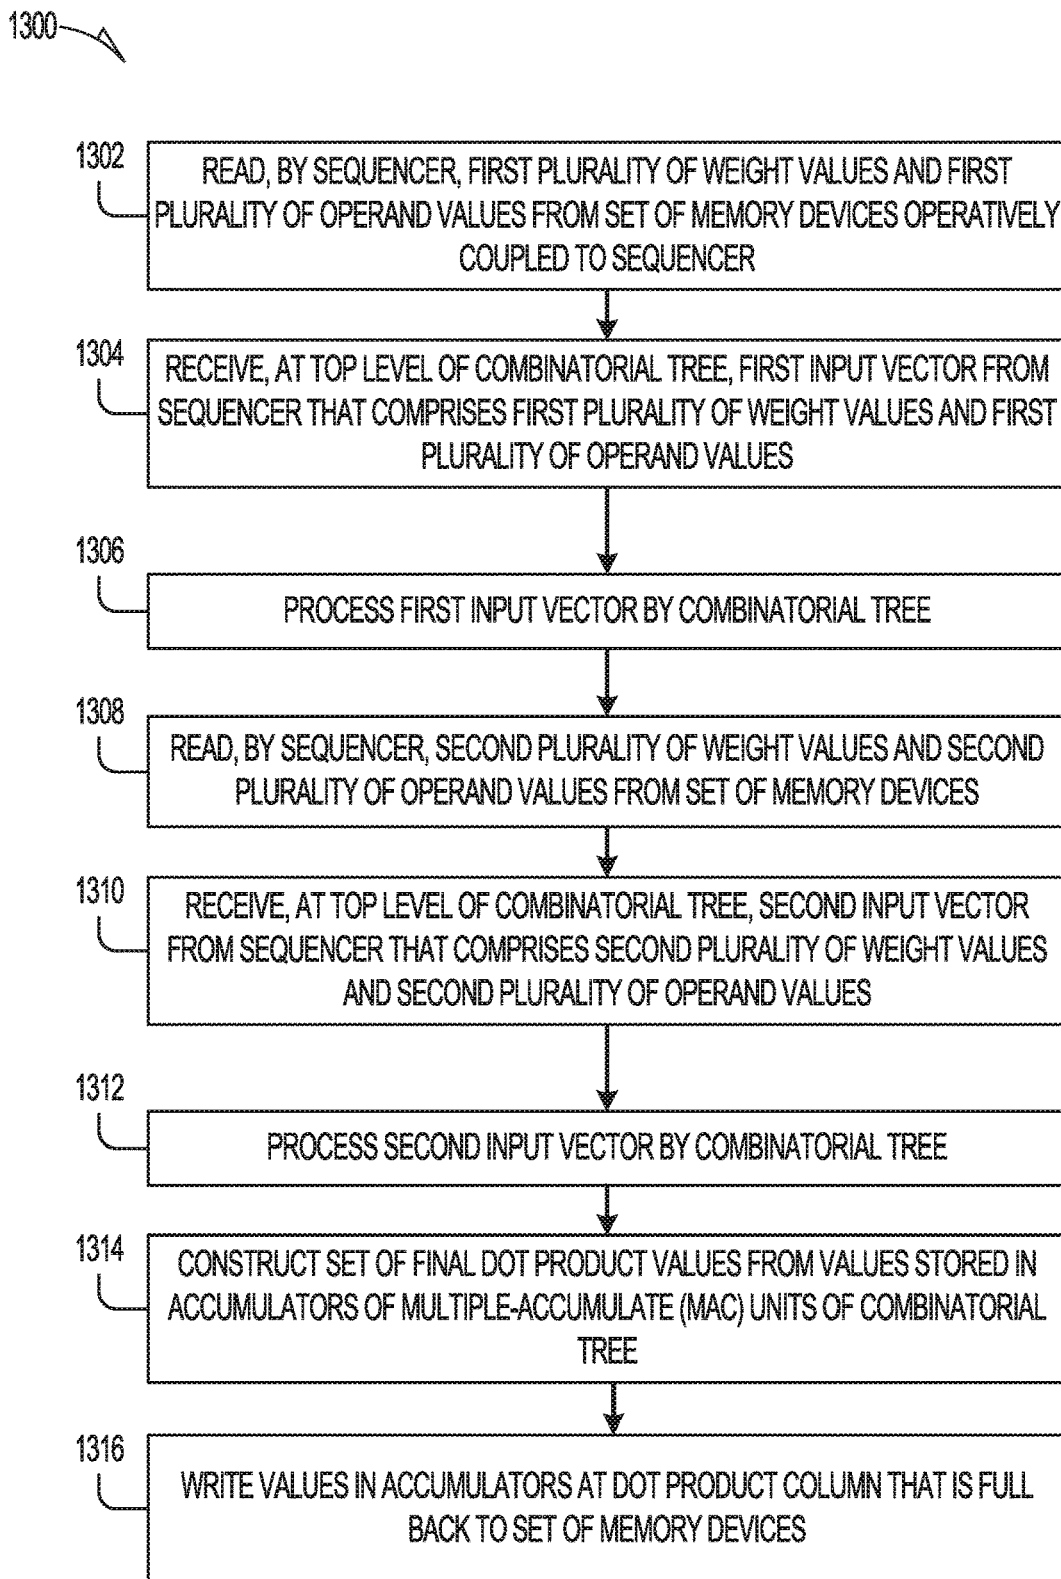 1300
1302
READ, BY SEQUENCER, FIRST PLURALITY OF WEIGHT VALUES AND FIRST
PLURALITY OF OPERAND VALUES FROM SET OF MEMORY DEVICES OPERATIVELY
COUPLED TO SEQUENCER
1304
RECEIVE, AT TOP LEVEL OF COMBINATORIAL TREE, FIRST INPUT VECTOR FROM
SEQUENCER THAT COMPRISES FIRST PLURALITY OF WEIGHT VALUES AND FIRST
PLURALITY OF OPERAND VALUES
1306
PROCESS FIRST INPUT VECTOR BY COMBINATORIAL TREE
1308
READ, BY SEQUENCER, SECOND PLURALITY OF WEIGHT VALUES AND SECOND
PLURALITY OF OPERAND VALUES FROM SET OF MEMORY DEVICES
1310
RECEIVE, AT TOP LEVEL OF COMBINATORIAL TREE, SECOND INPUT VECTOR
FROM SEQUENCER THAT COMPRISES SECOND PLURALITY OF WEIGHT VALUES
AND SECOND PLURALITY OF OPERAND VALUES
1312
PROCESS SECOND INPUT VECTOR BY COMBINATORIAL TREE
1314
CONSTRUCT SET OF FINAL DOT PRODUCT VALUES FROM VALUES STORED IN
ACCUMULATORS OF MULTIPLE-ACCUMULATE (MAC) UNITS OF COMBINATORIAL
TREE
1316
WRITE VALUES IN ACCUMULATORS AT DOT PRODUCT COLUMN THAT IS FULL
BACK TO SET OF MEMORY DEVICES